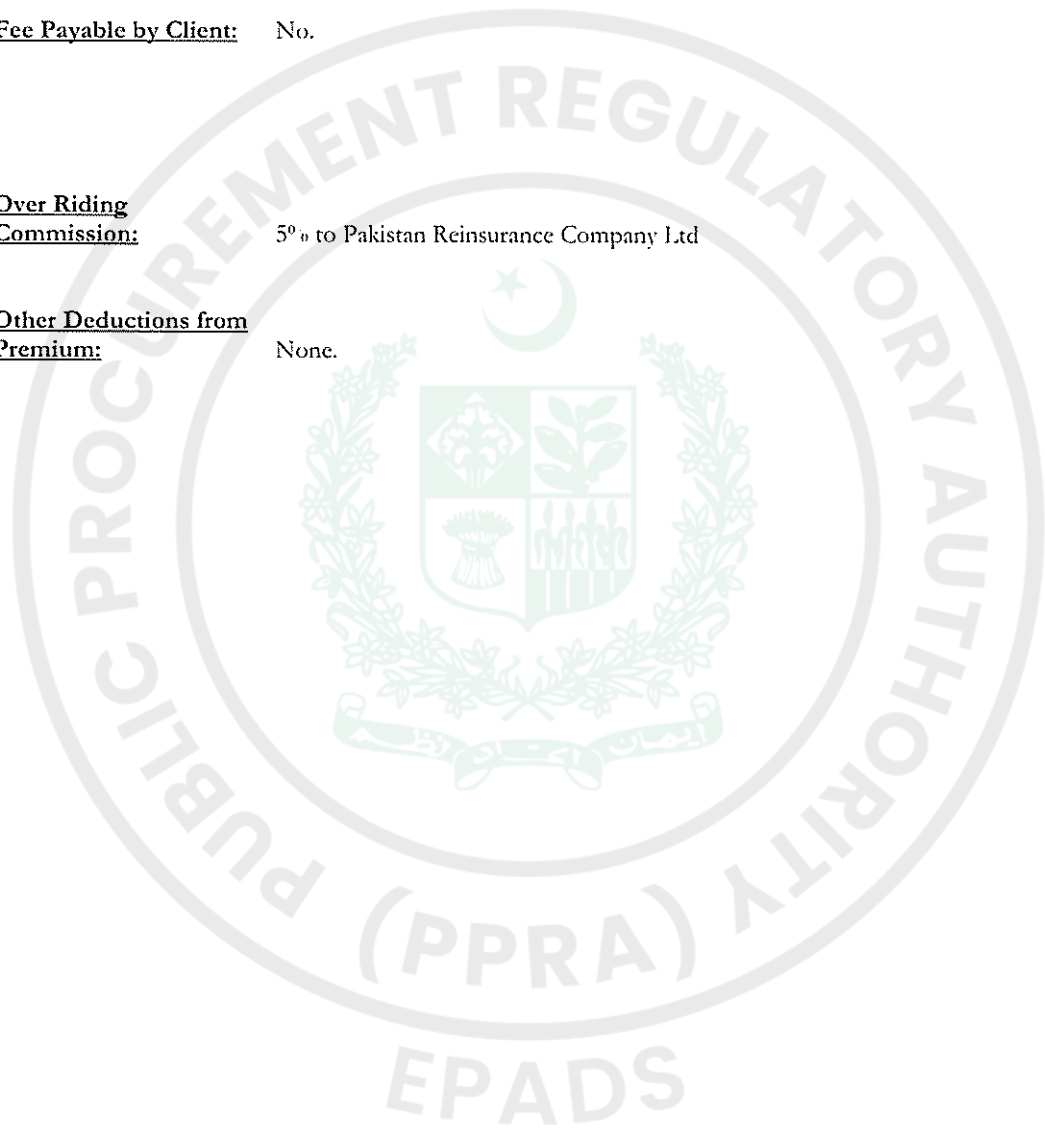 Fee Payable by Client: No.
Over Riding
Commission: 5% to Pakistan Reinsurance Company Ltd
Other Deductions from
Premium: None.
PUBLIC PROCUREMENT REGULATORY AUTHORITY
(PPRA)
EPADS